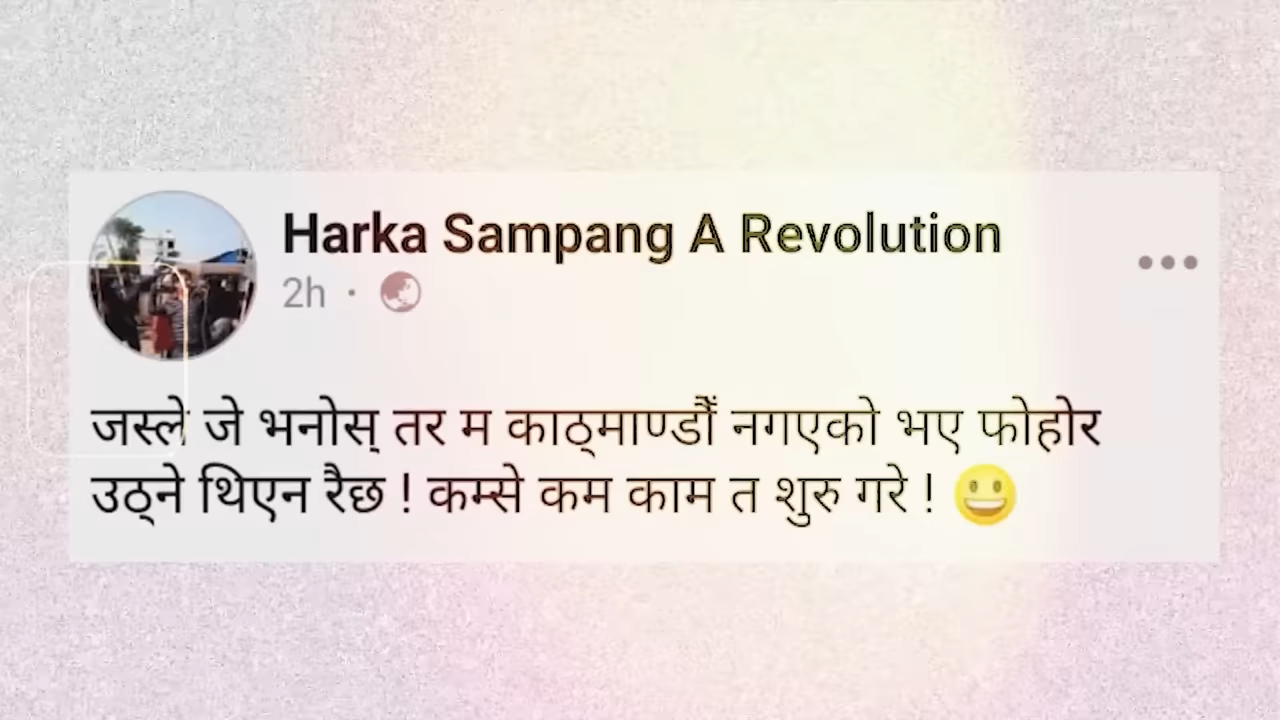 Harka Sampang A Revolution
2h ·
जस्ले जे भनोस् तर म काठ्माण्डौँ नगएको भए फोहोर
उठ्ने थिएन रैछ ! कम्से कम काम त शुरु गरे ! 😀